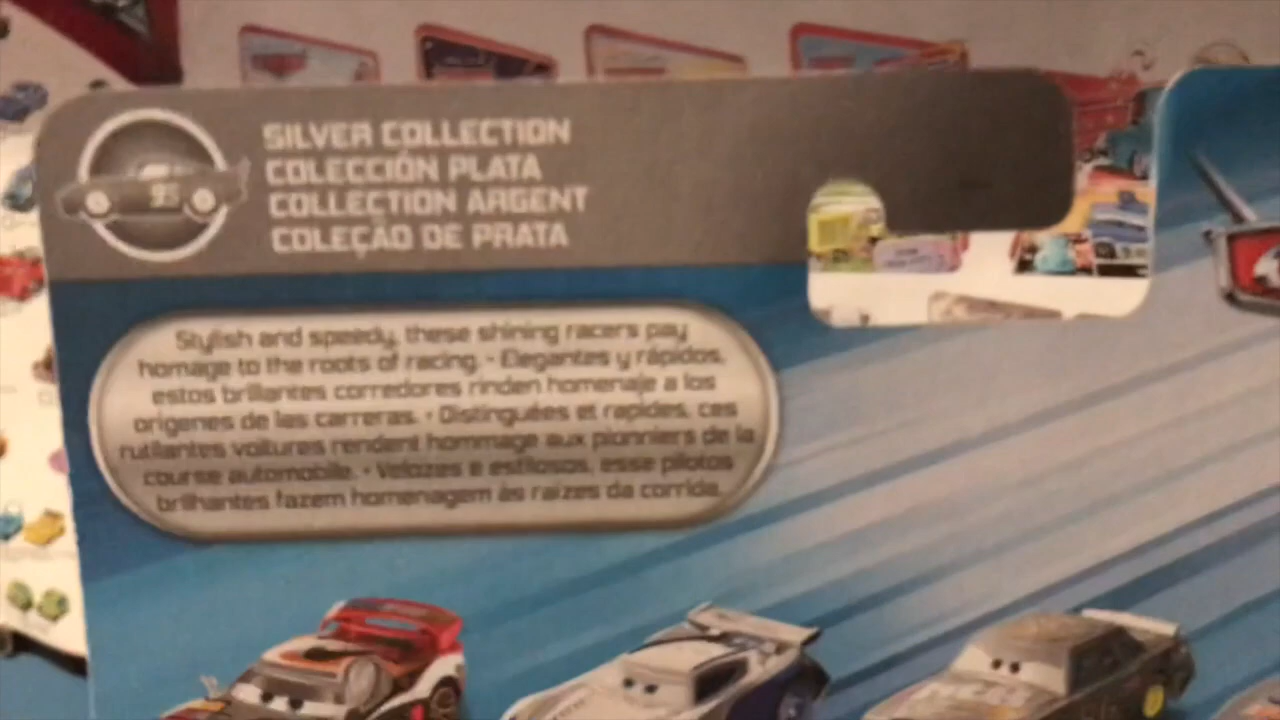 SILVER COLLECTION
COLECCIÓN PLATA
COLLECTION ARGENT
COLEÇÃO DE PRATA
Stylish and speedy, these shining racers pay
homage to the roots of racing. • Elegantes y rápidos,
estos brillantes corredores rinden homenaje a los
orígenes de las carreras. • Distinguées et rapides, ces
rutilantes voitures rendent hommage aux pionniers de la
course automobile. • Velozes e estilosos, esse pilotos
brilhantes fazem homenagem às raízes da corrida.